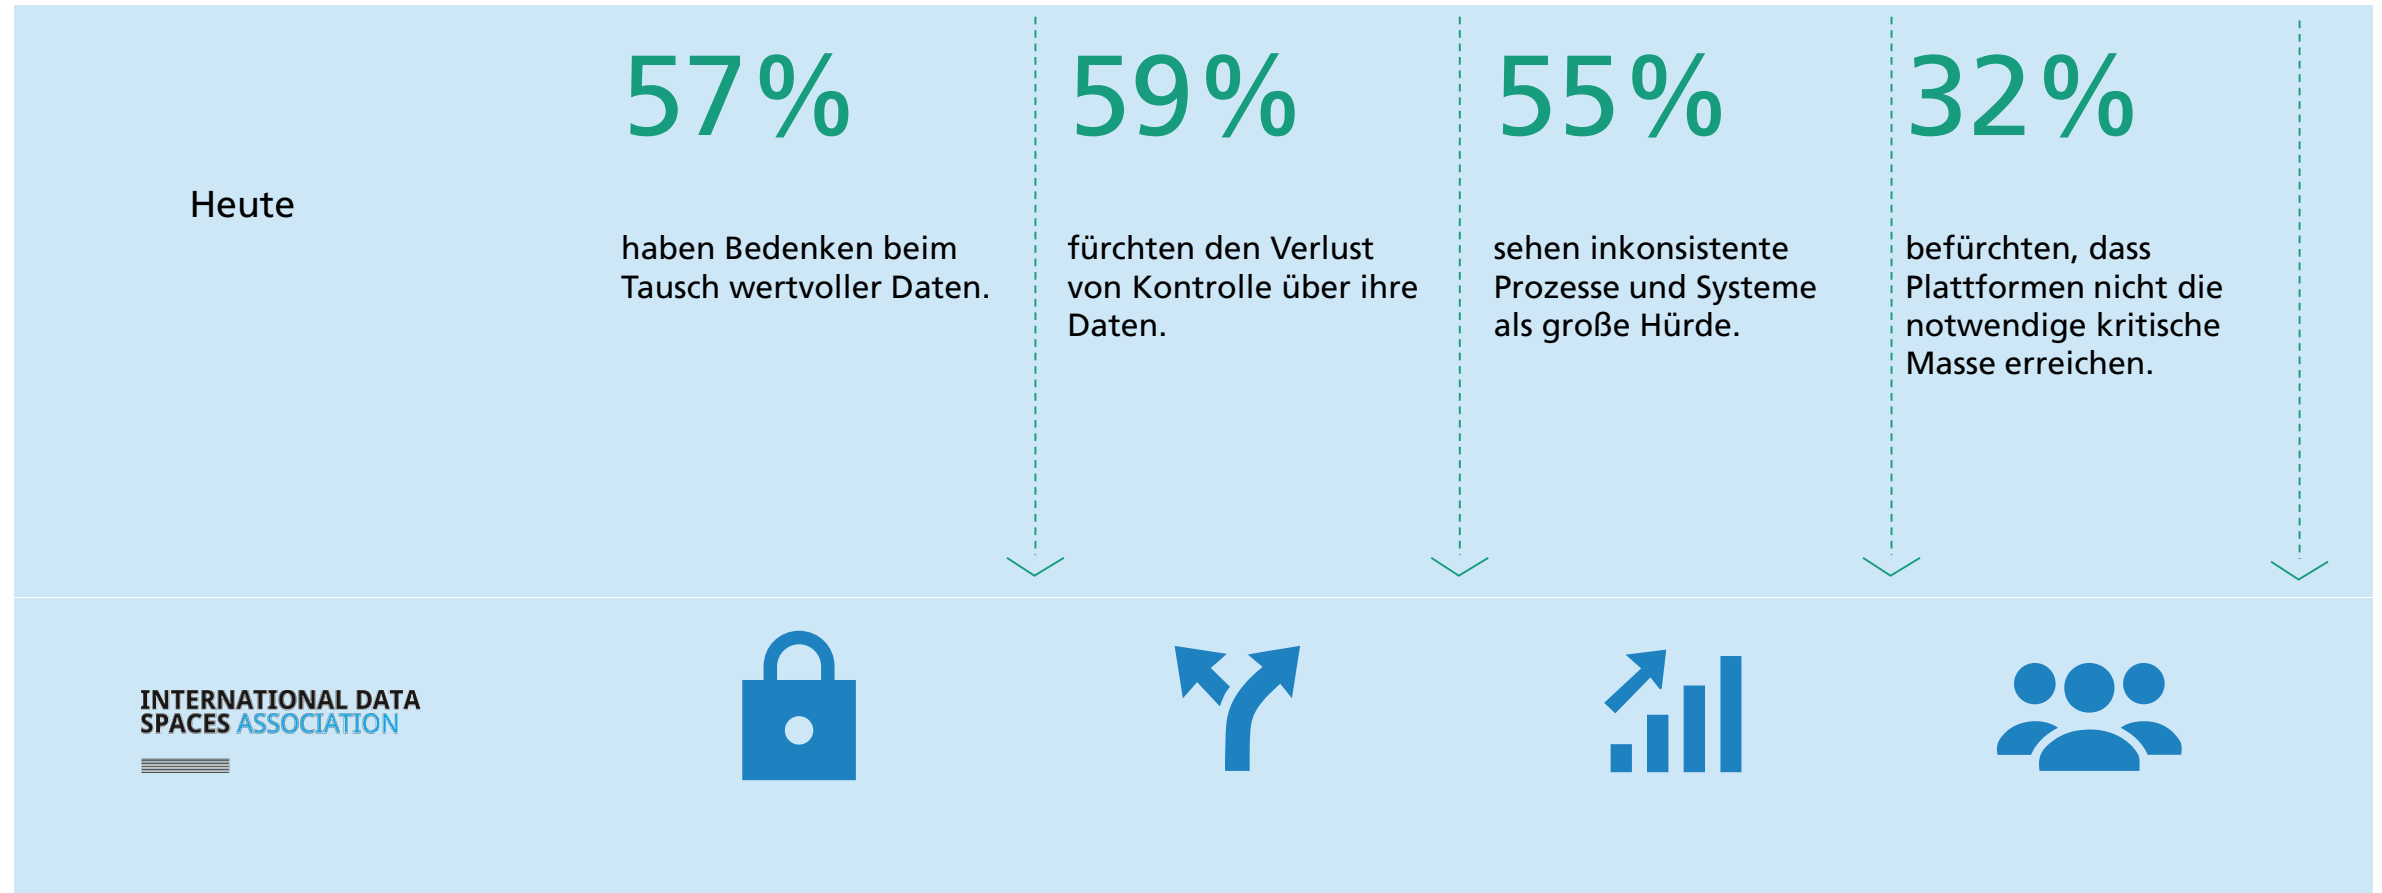 Heute
57%
haben Bedenken beim
Tausch wertvoller Daten.
59%
fürchten den Verlust
von Kontrolle über ihre
Daten.
55%
sehen inkonsistente
Prozesse und Systeme
als große Hürde.
32%
befürchten, dass
Plattformen nicht die
notwendige kritische
Masse erreichen.
INTERNATIONAL DATA
SPACES ASSOCIATION